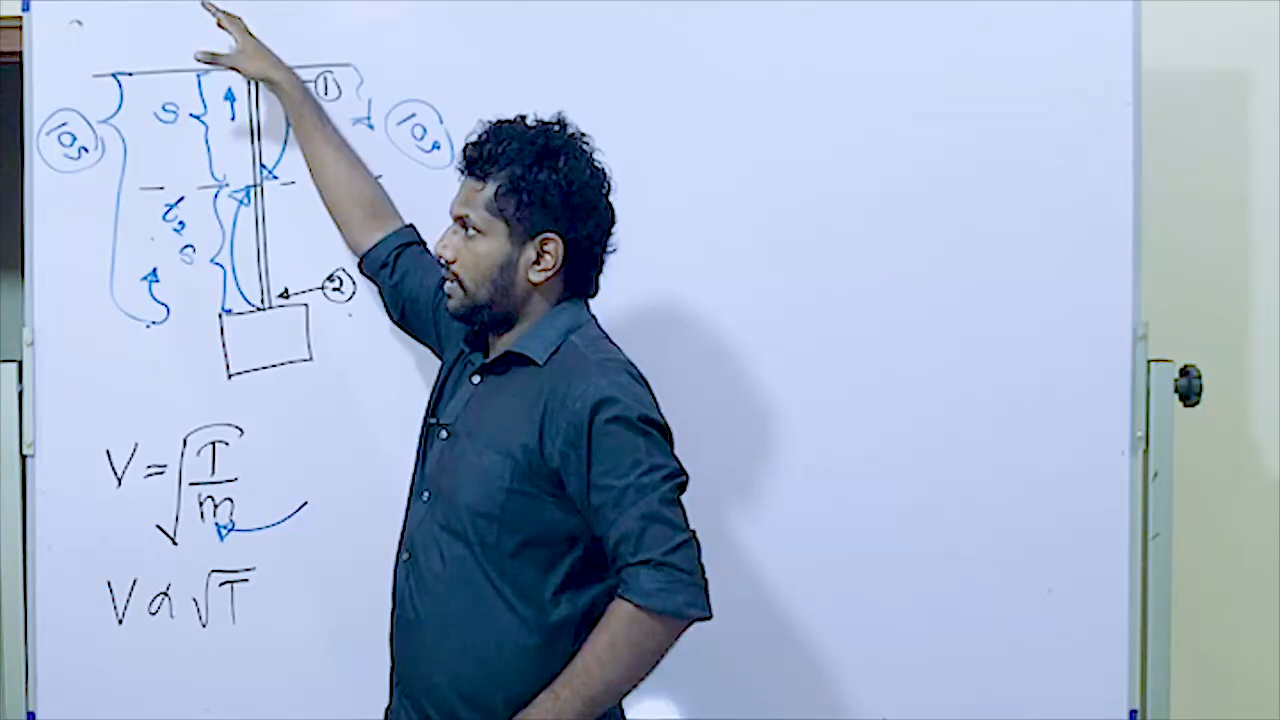 ①
S
10s
10s
t₂
S
②
V = √(T/m)
V α √T